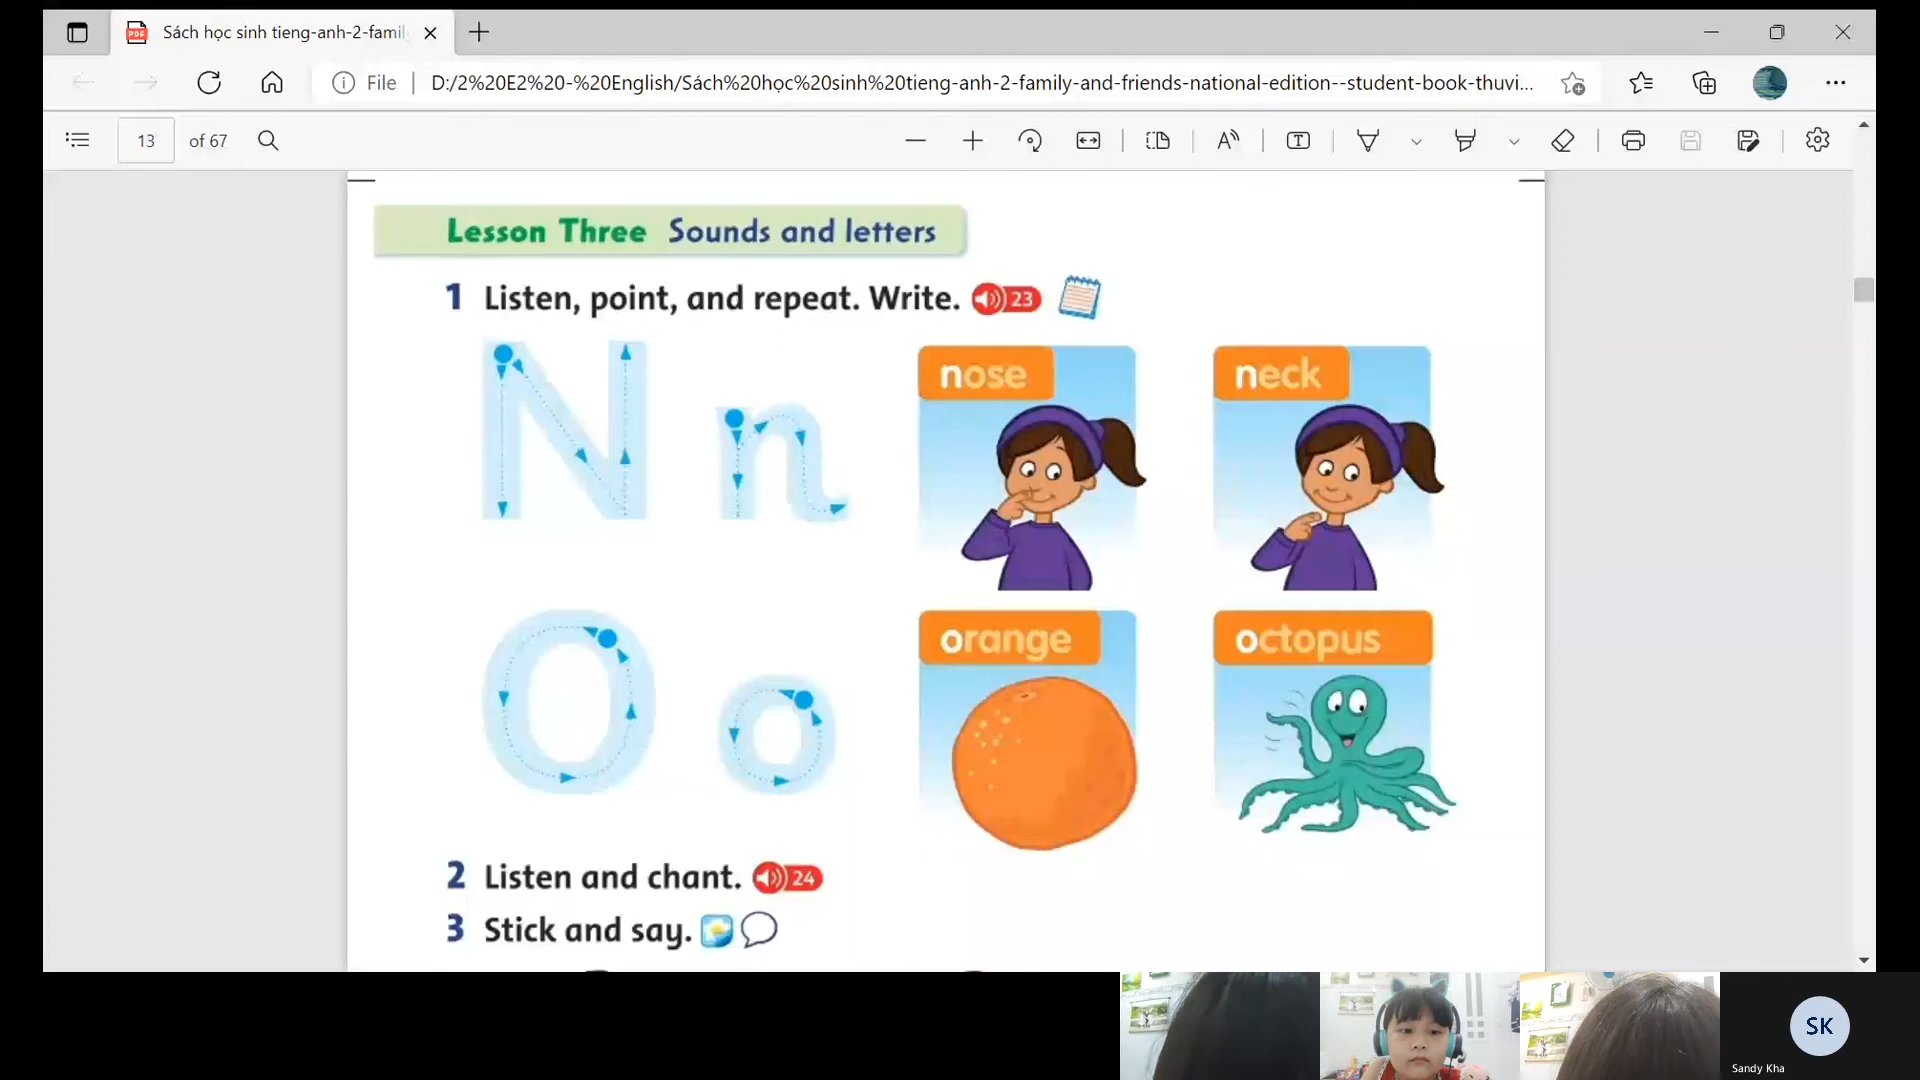 Sách học sinh tieng-anh-2-famil
File
D:/2%20E2%20-%20English/Sách%20học%20sinh%20tieng-anh-2-family-and-friends-national-edition--student-book-thuvi...
13 of 67
Lesson Three Sounds and letters
1 Listen, point, and repeat. Write. 23
N n
nose
neck
O o
orange
octopus
2 Listen and chant. 24
3 Stick and say.
SK
Sandy Kha